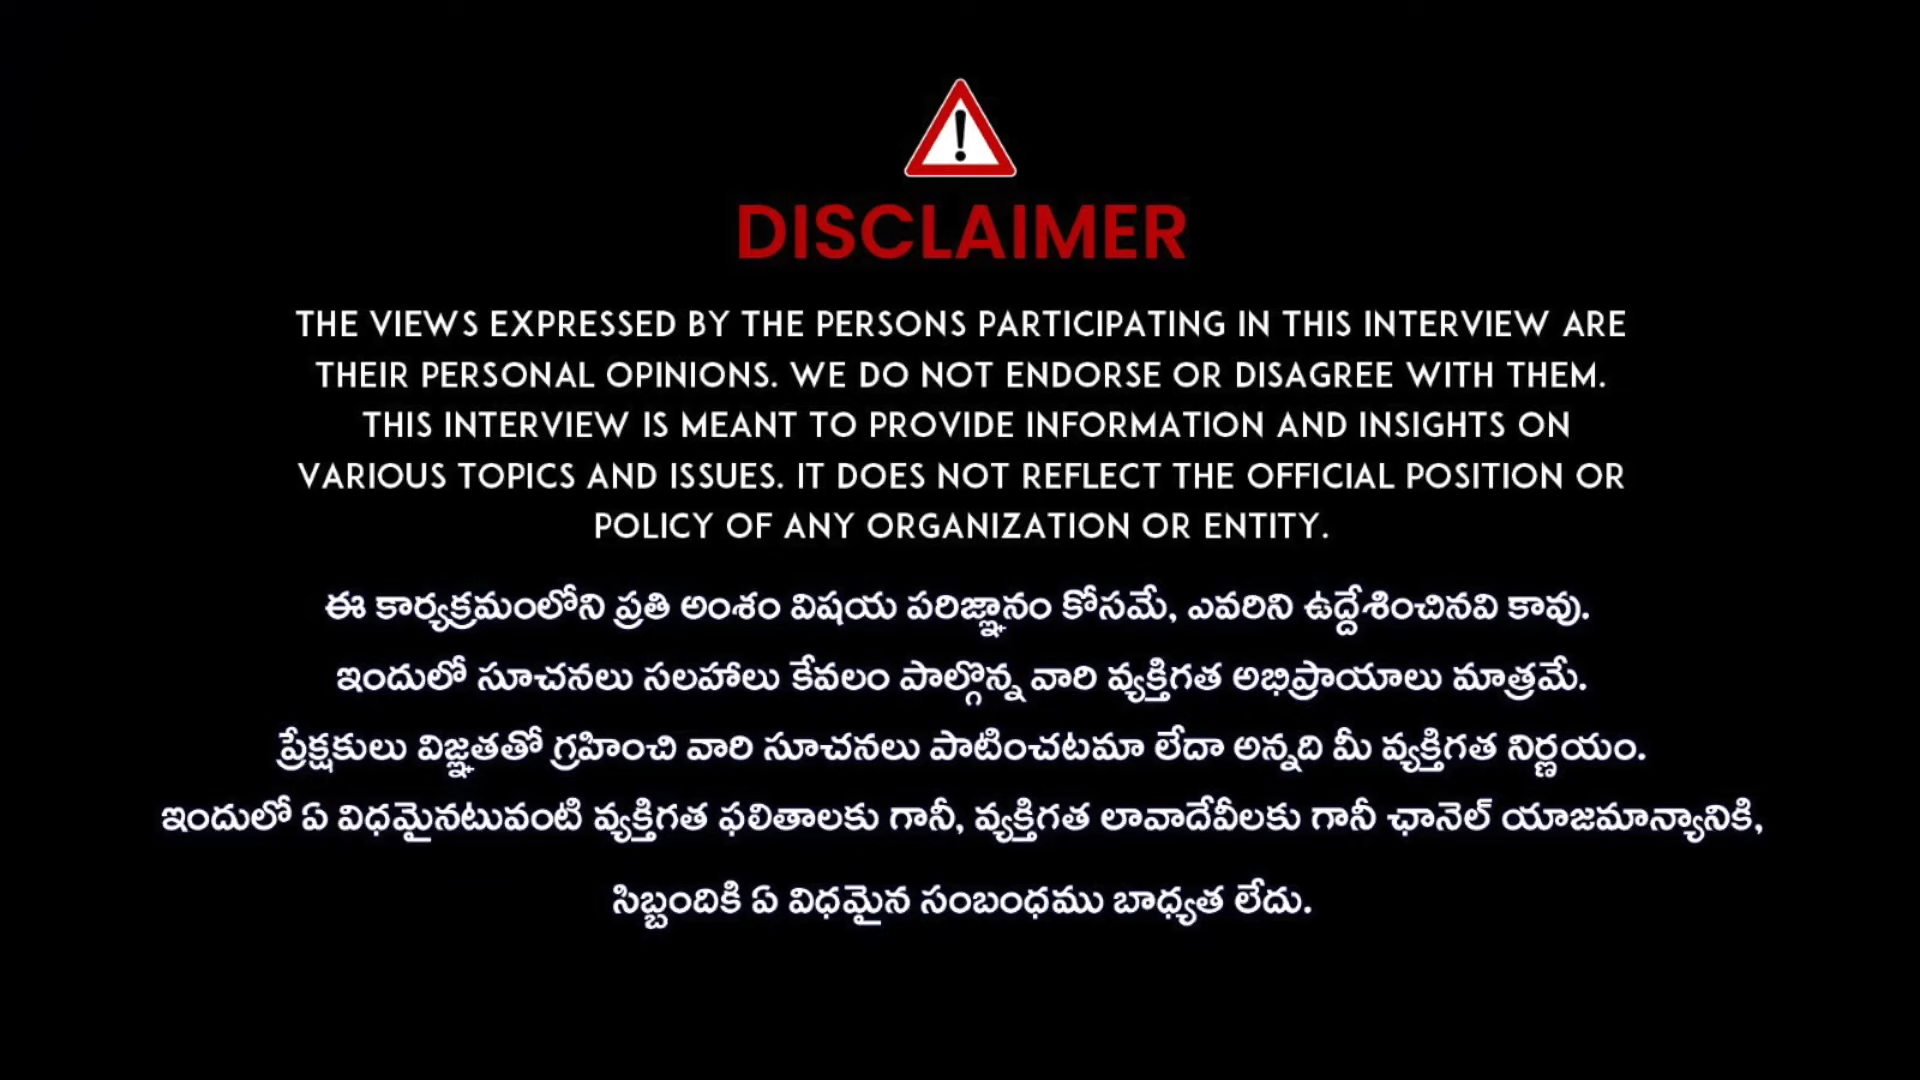 DISCLAIMER
THE VIEWS EXPRESSED BY THE PERSONS PARTICIPATING IN THIS INTERVIEW ARE
THEIR PERSONAL OPINIONS. WE DO NOT ENDORSE OR DISAGREE WITH THEM.
THIS INTERVIEW IS MEANT TO PROVIDE INFORMATION AND INSIGHTS ON
VARIOUS TOPICS AND ISSUES. IT DOES NOT REFLECT THE OFFICIAL POSITION OR
POLICY OF ANY ORGANIZATION OR ENTITY.
ఈ కార్యక్రమంలోని ప్రతి అంశం విషయ పరిజ్ఞానం కోసమే, ఎవరిని ఉద్దేశించినవి కావు.
ఇందులో సూచనలు సలహాలు కేవలం పాల్గొన్న వారి వ్యక్తిగత అభిప్రాయాలు మాత్రమే.
ప్రేక్షకులు విజ్ఞతతో గ్రహించి వారి సూచనలు పాటించటమా లేదా అన్నది మీ వ్యక్తిగత నిర్ణయం.
ఇందులో ఏ విధమైనటువంటి వ్యక్తిగత ఫలితాలకు గానీ, వ్యక్తిగత లావాదేవీలకు గానీ ఛానెల్ యాజమాన్యానికి,
సిబ్బందికి ఏ విధమైన సంబంధము బాధ్యత లేదు.